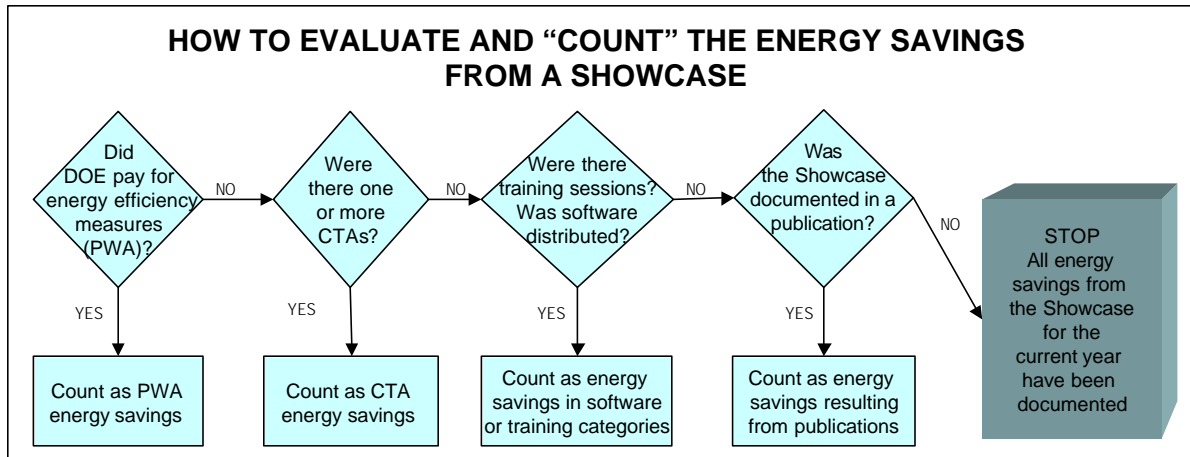 HOW TO EVALUATE AND “COUNT” THE ENERGY SAVINGS
FROM A SHOWCASE
Did
DOE pay for
energy efficiency
measures
(PWA)?
NO
YES
Count as PWA
energy savings
Were
there one
or more
CTAs?
NO
YES
Count as CTA
energy savings
Were there
training sessions?
Was software
distributed?
NO
YES
Count as energy
savings in software
or training categories
Was
the Showcase
documented in a
publication?
NO
YES
Count as energy
savings resulting
from publications
STOP
All energy
savings from
the Showcase
for the
current year
have been
documented